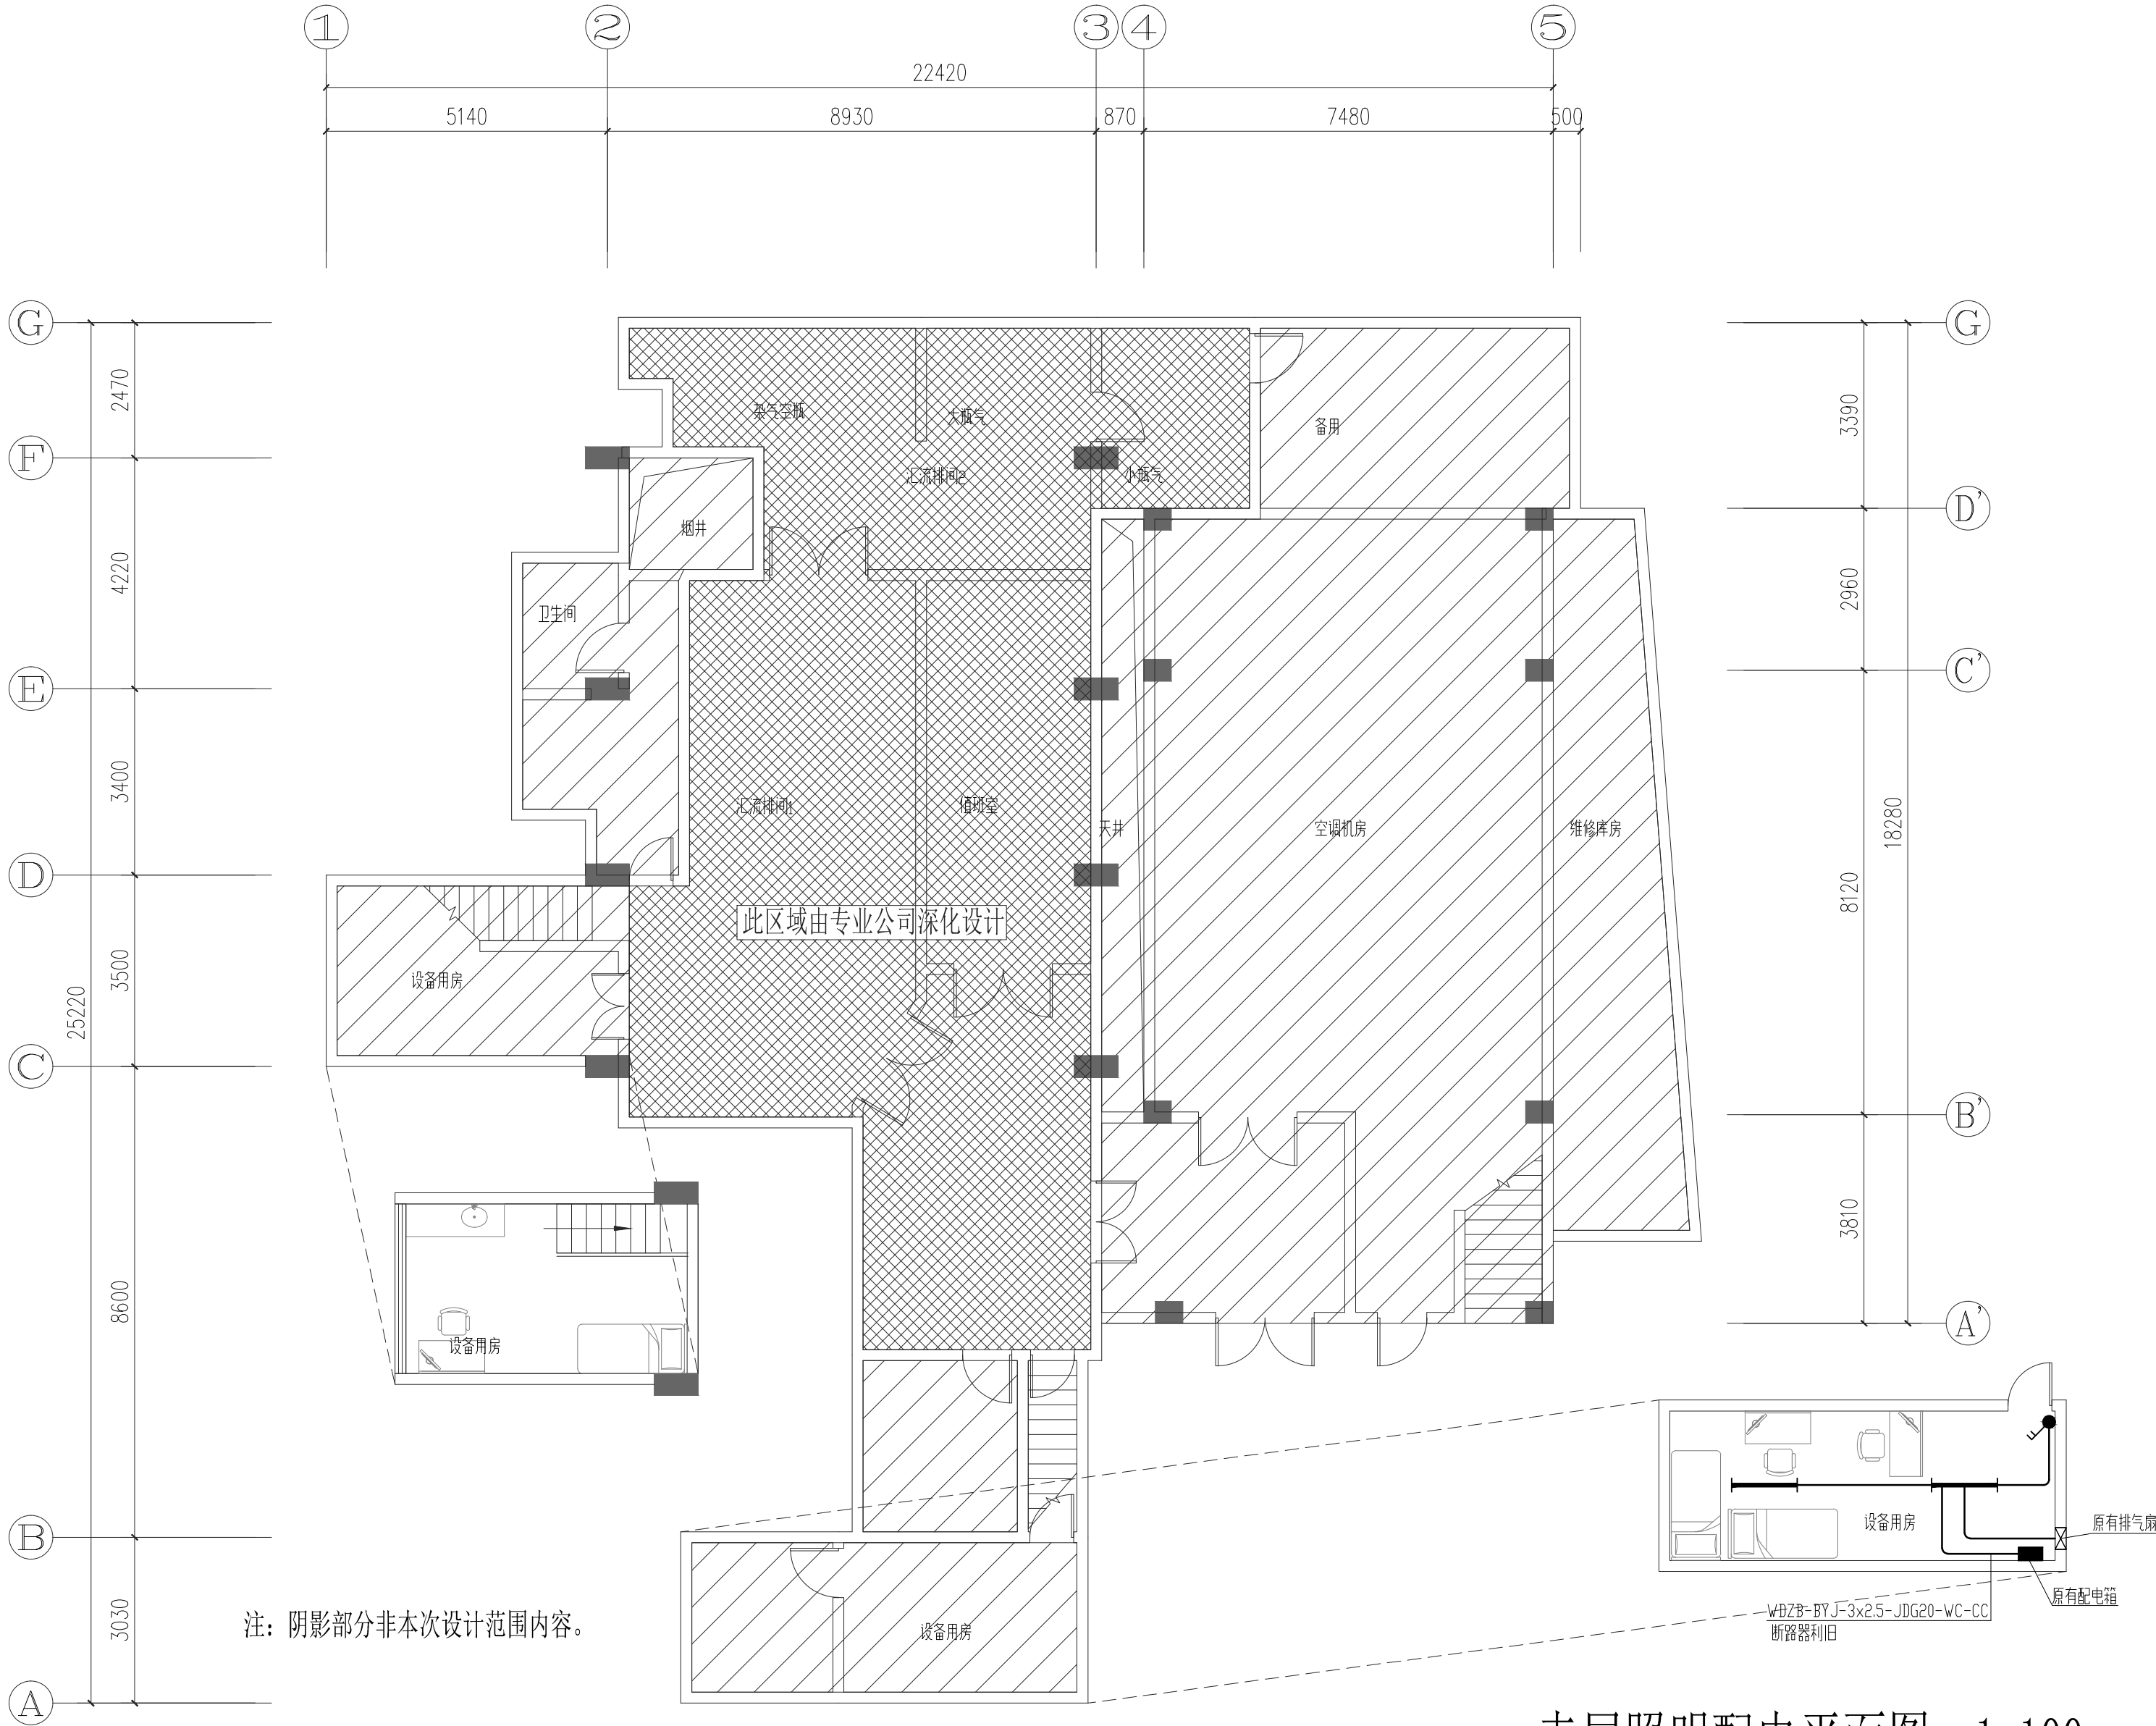 1 2 3 4 5
22420
5140 8930 870 7480 500
G G
2470
3390
染气空瓶 大瓶气
备用
F
汇流排间2 小瓶气
D'
烟井
4220
2960
卫生间
C'
E
3400
汇流排间1 值班室
天井 空调机房 维修库房
18280
D
8120
此区域由专业公司深化设计
3500
设备用房
25220
C
B'
3810
8600
A'
设备用房
设备用房
原有排气扇
B
原有配电箱
WDZB-BYJ-3x2.5-JDG20-WC-CC
断路器利旧
3030
注：阴影部分非本次设计范围内容。
设备用房
A